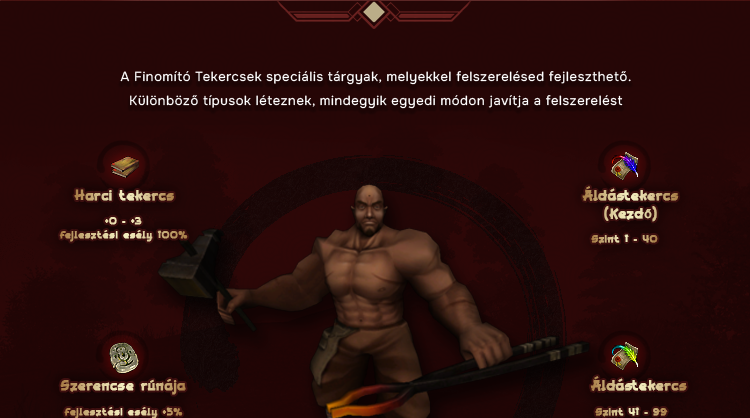 A Finomító Tekercsek speciális tárgyak, melyekkel felszerelésed fejleszthető.
Különböző típusok léteznek, mindegyik egyedi módon javítja a felszerelést
Harci tekercs
+0 - +3
Fejlesztési esély 100%
Áldástekercs
(Kezdő)
Szint 1 - 40
Szerencse rúnája
Fejlesztési esély +5%
Áldástekercs
Szint 41 - 99